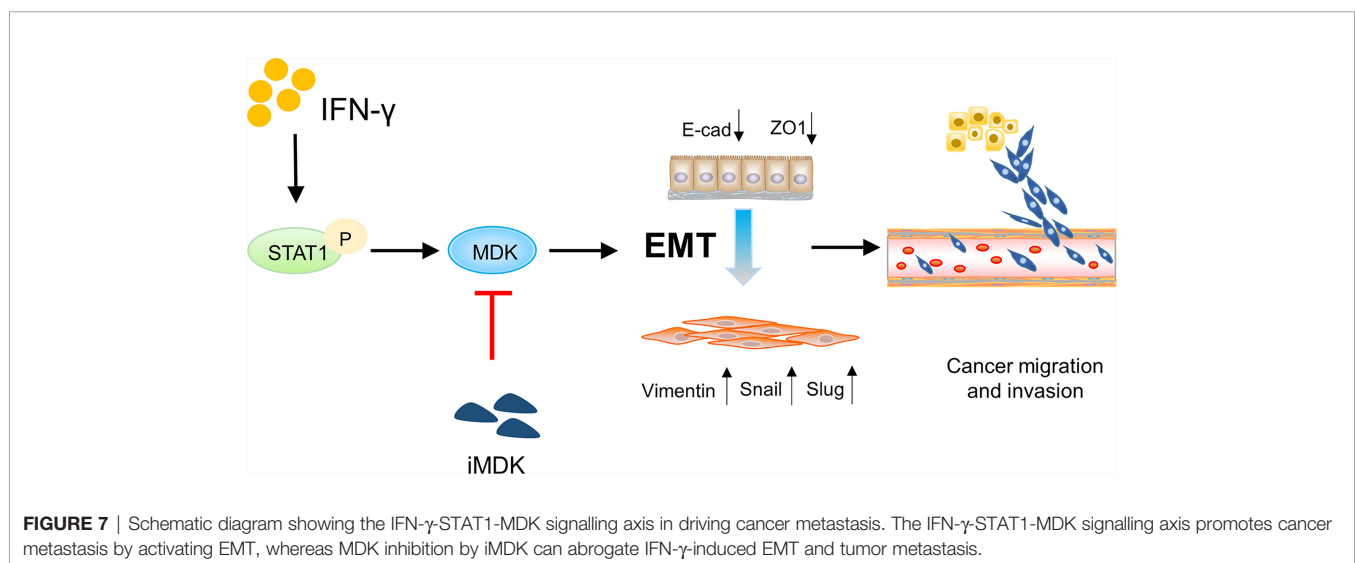 IFN-γ
E-cad
ZO1
STAT1
P
MDK
EMT
iMDK
Vimentin
Snail
Slug
Cancer migration
and invasion
FIGURE 7 | Schematic diagram showing the IFN-γ-STAT1-MDK signalling axis in driving cancer metastasis. The IFN-γ-STAT1-MDK signalling axis promotes cancer
metastasis by activating EMT, whereas MDK inhibition by iMDK can abrogate IFN-γ-induced EMT and tumor metastasis.